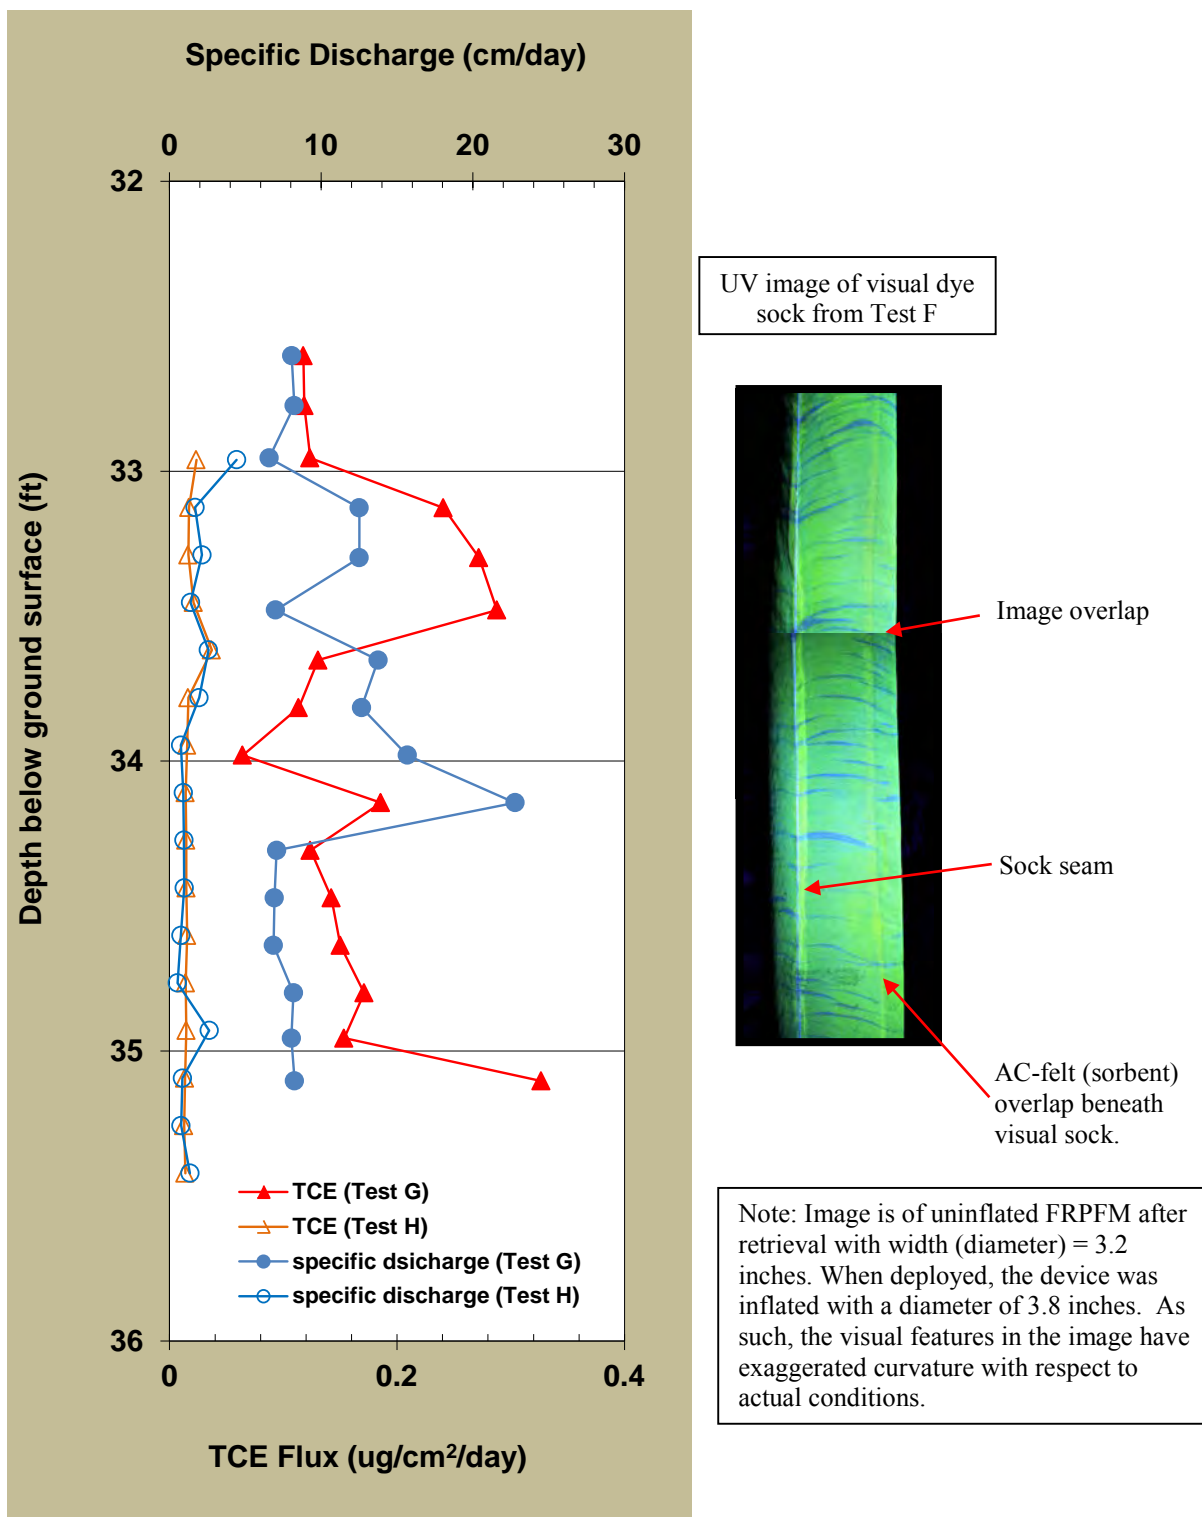 Specific Discharge (cm/day)
0 10 20 30
32
33
34
35
36
Depth below ground surface (ft)
TCE (Test G)
TCE (Test H)
specific dsicharge (Test G)
specific discharge (Test H)
0 0.2 0.4
TCE Flux (ug/cm²/day)
UV image of visual dye
sock from Test F
Image overlap
Sock seam
AC-felt (sorbent)
overlap beneath
visual sock.
Note: Image is of uninflated FRPFM after
retrieval with width (diameter) = 3.2
inches. When deployed, the device was
inflated with a diameter of 3.8 inches. As
such, the visual features in the image have
exaggerated curvature with respect to
actual conditions.